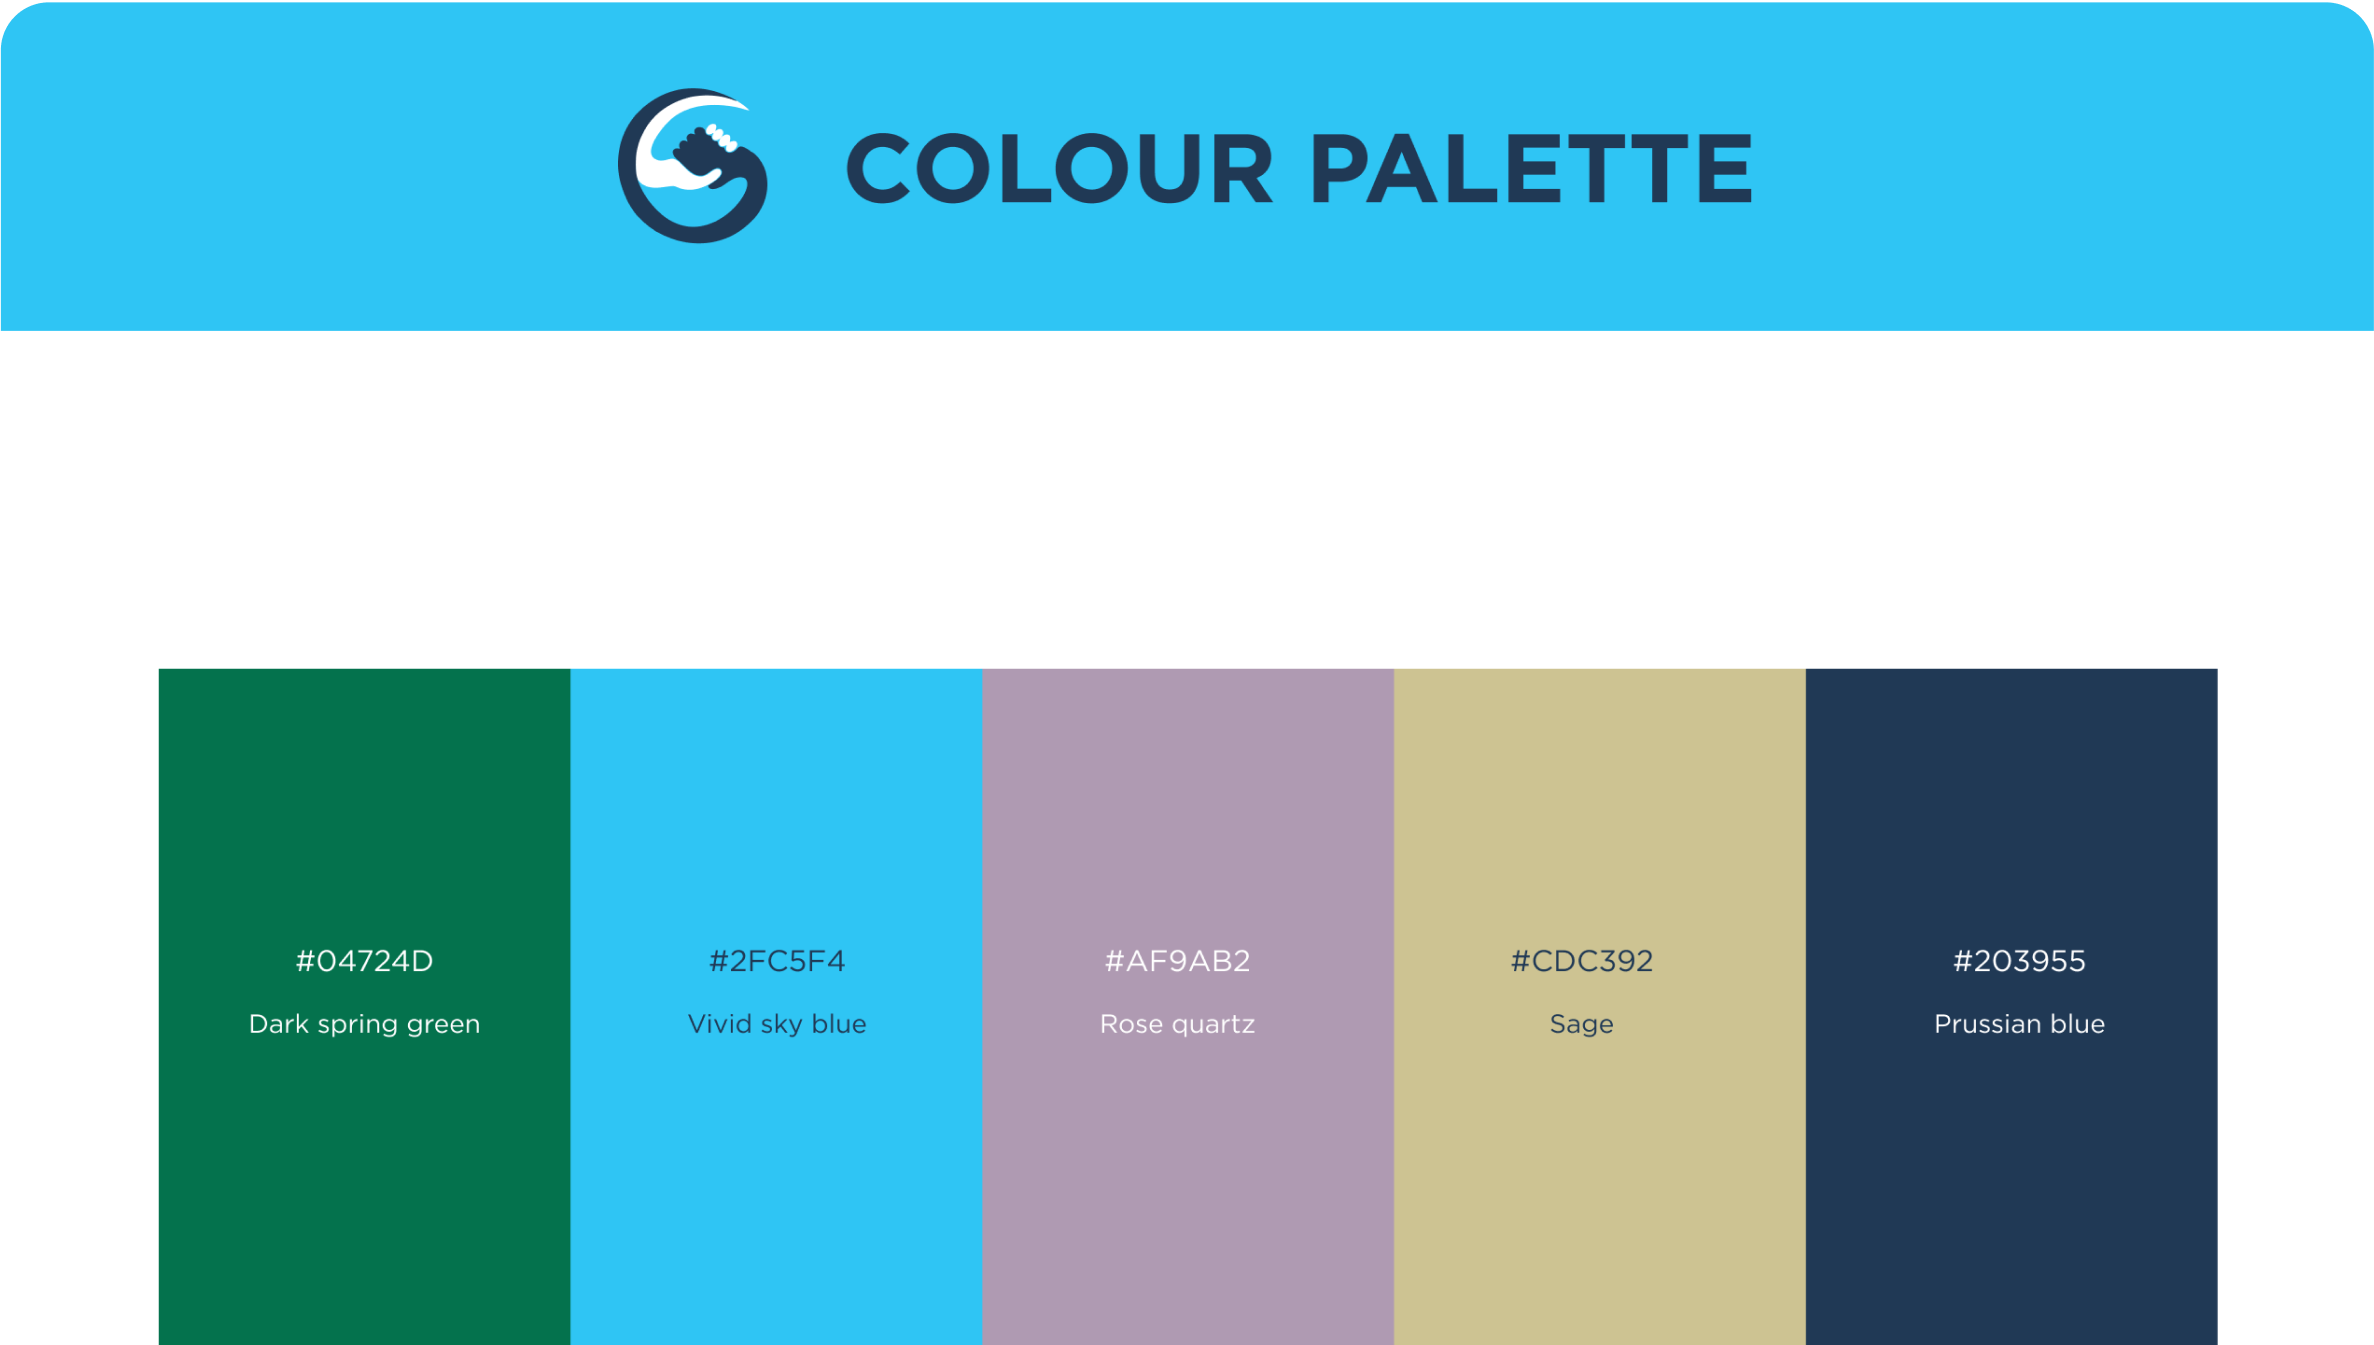 COLOUR PALETTE
#04724D
Dark spring green
#2FC5F4
Vivid sky blue
#AF9AB2
Rose quartz
#CDC392
Sage
#203955
Prussian blue